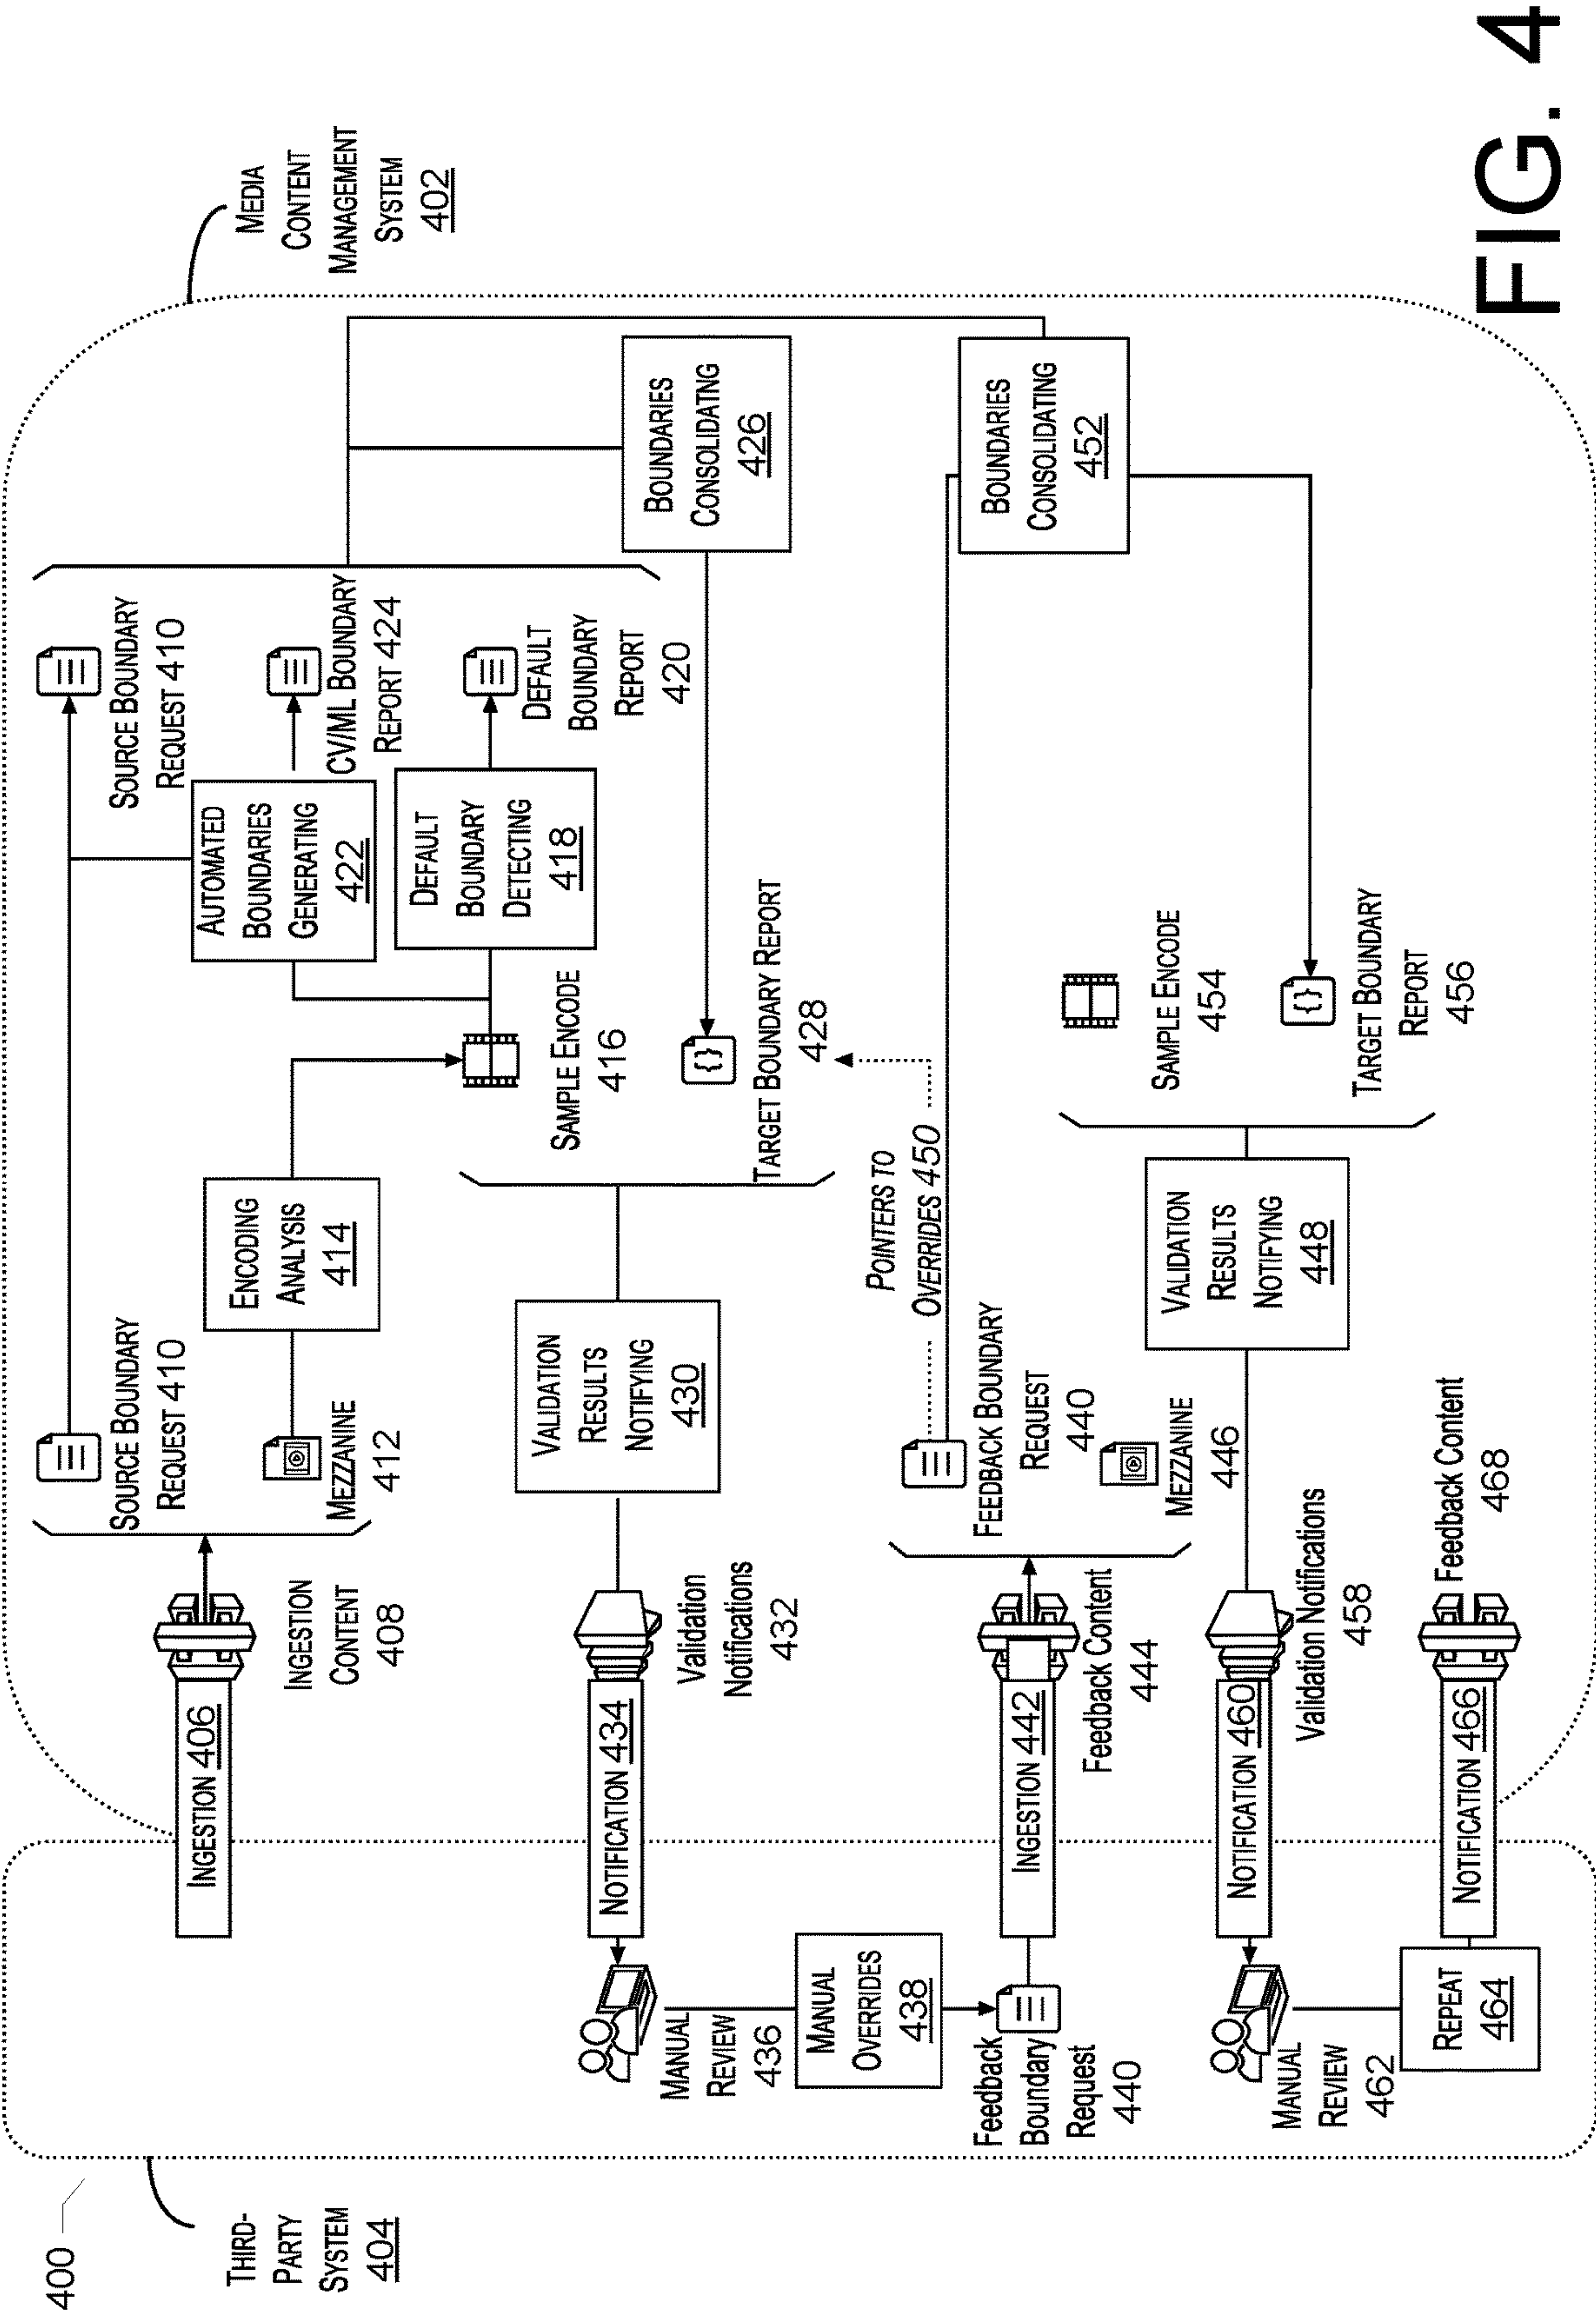 400
THIRD-
PARTY
SYSTEM
404
MEDIA
CONTENT
MANAGEMENT
SYSTEM
402
INGESTION 406
INGESTION
CONTENT
408
SOURCE BOUNDARY
REQUEST 410
MEZZANINE
412
ENCODING
ANALYSIS
414
SAMPLE ENCODE
416
AUTOMATED
BOUNDARIES
GENERATING
422
DEFAULT
BOUNDARY
DETECTING
418
SOURCE BOUNDARY
REQUEST 410
CV/ML BOUNDARY
REPORT 424
DEFAULT
BOUNDARY
REPORT
420
BOUNDARIES
CONSOLIDATNG
426
TARGET BOUNDARY REPORT
428
VALIDATION
RESULTS
NOTIFYING
430
Validation
Notifications
432
NOTIFICATION 434
MANUAL
REVIEW
436
MANUAL
OVERRIDES
438
Feedback
Boundary
Request
440
INGESTION 442
Feedback Content
444
FEEDBACK BOUNDARY
REQUEST
440
MEZZANINE
446
POINTERS TO
OVERRIDES 450
BOUNDARIES
CONSOLIDATING
452
SAMPLE ENCODE
454
TARGET BOUNDARY
REPORT
456
VALIDATION
RESULTS
NOTIFYING
448
Validation Notifications
458
NOTIFICATION 460
MANUAL
REVIEW
462
REPEAT
464
NOTIFICATION 466
Feedback Content
468
FIG. 4